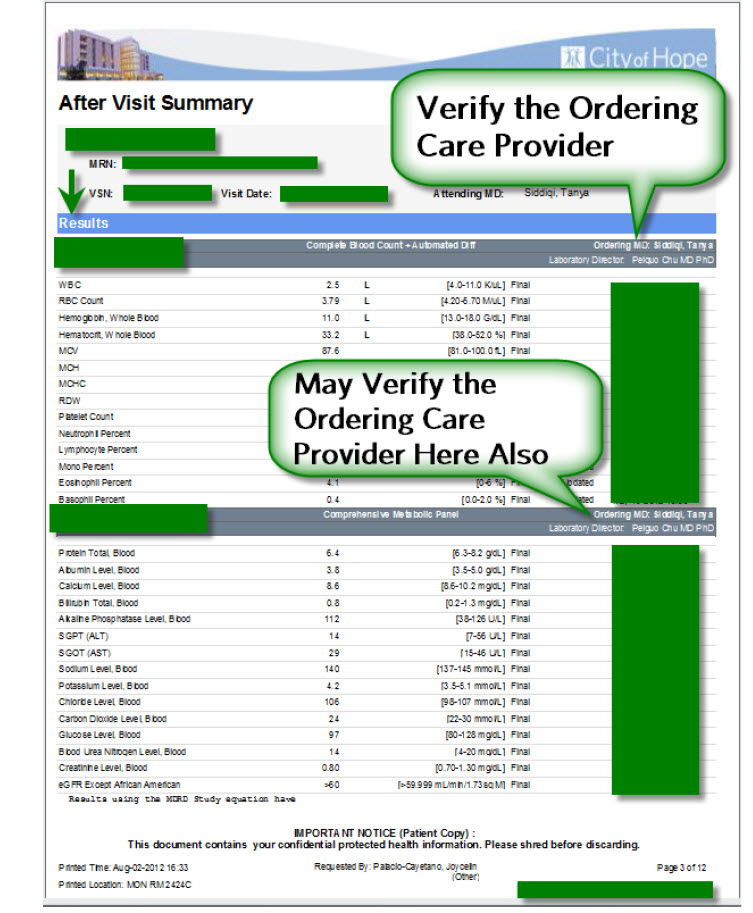 City of Hope
After Visit Summary
Verify the Ordering
Care Provider
MRN:
VSN: Visit Date: Attending MD: Siddiqi, Tanya
Results
Complete Blood Count + Automated Diff Ordering MD: Siddiqi, Tanya
Laboratory Director: Peiguo Chu MD PhD
WBC 2.5 L [4.0-11.0 K/uL] Final
RBC Count 3.79 L [4.20-6.70 M/uL] Final
Hemoglobin, Whole Blood 11.0 L [13.0-18.0 G/dL] Final
Hematocrit, Whole Blood 33.2 L [38.0-52.0 %] Final
MCV 87.6 [81.0-100.0 fL] Final
MCH
MCHC
RDW
Platelet Count
Neutrophil Percent
Lymphocyte Percent
Mono Percent
May Verify the
Ordering Care
Provider Here Also
Eosinophil Percent 4.1 [0-6 %]
Basophil Percent 0.4 [0.0-2.0 %] Final
Comprehensive Metabolic Panel Ordering MD: Siddiqi, Tanya
Laboratory Director: Peiguo Chu MD PhD
Protein Total, Blood 6.4 [6.3-8.2 g/dL] Final
Albumin Level, Blood 3.8 [3.5-5.0 g/dL] Final
Calcium Level, Blood 8.6 [8.6-10.2 mg/dL] Final
Bilirubin Total, Blood 0.8 [0.2-1.3 mg/dL] Final
Alkaline Phosphatase Level, Blood 112 [38-126 U/L] Final
SGPT (ALT) 14 [7-56 U/L] Final
SGOT (AST) 29 [15-46 U/L] Final
Sodium Level, Blood 140 [137-145 mmol/L] Final
Potassium Level, Blood 4.2 [3.5-5.1 mmol/L] Final
Chloride Level, Blood 106 [98-107 mmol/L] Final
Carbon Dioxide Level, Blood 24 [22-30 mmol/L] Final
Glucose Level, Blood 97 [80-128 mg/dL] Final
Blood Urea Nitrogen Level, Blood 14 [4-20 mg/dL] Final
Creatinine Level, Blood 0.80 [0.70-1.30 mg/dL] Final
eGFR Except African American >60 [>59.999 mL/min/1.73sq M] Final
Results using the MDRD Study equation have
IMPORTANT NOTICE (Patient Copy) :
This document contains your confidential protected health information. Please shred before discarding.
Printed Time: Aug-02-2012 16:33 Requested By: Palacio-Cayetano, Joycelin Page 3 of 12
(Other)
Printed Location: MON RM2424C